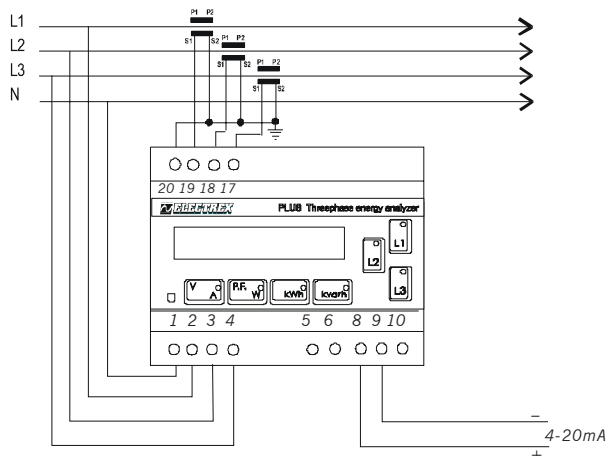 P1 P2
L1
S1 S2 P1 P2
L2
S1 S2 P1 P2
L3
S1 S2
N
20 19 18 17
ELECTREX PLUS Threephase energy analyzer
L1
L2
V A P.F. W kWh kvarh L3
1 2 3 4 5 6 8 9 10
–
4-20mA
+